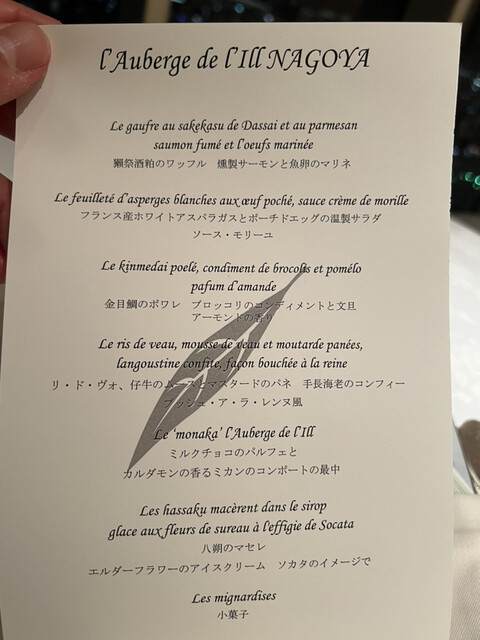 l'Auberge de l'Ill NAGOYA
Le gaufre au sakekasu de Dassai et au parmesan
saumon fumé et l'oeufs marinée
獺祭酒粕のワッフル 燻製サーモンと魚卵のマリネ
Le feuilleté d'asperges blanches aux œuf poché, sauce crème de morille
フランス産ホワイトアスパラガスとポーチドエッグの温製サラダ
ソース・モリーユ
Le kinmedai poelé, condiment de brocolis et pomélo
pafum d'amande
金目鯛のポワレ ブロッコリのコンディメントと文旦
アーモンドの香り
Le ris de veau, mousse de veau et moutarde panées,
langoustine confite, façon bouchée à la reine
リ・ド・ヴォ、仔牛のムースとマスタードのパネ 手長海老のコンフィー
ブッシュ・ア・ラ・レンヌ風
Le 'monaka' l'Auberge de l'Ill
ミルクチョコのパルフェと
カルダモンの香るミカンのコンポートの最中
Les hassaku macèrent dans le sirop
glace aux fleurs de sureau à l'effigie de Socata
八朔のマセレ
エルダーフラワーのアイスクリーム ソカタのイメージで
Les mignardises
小菓子